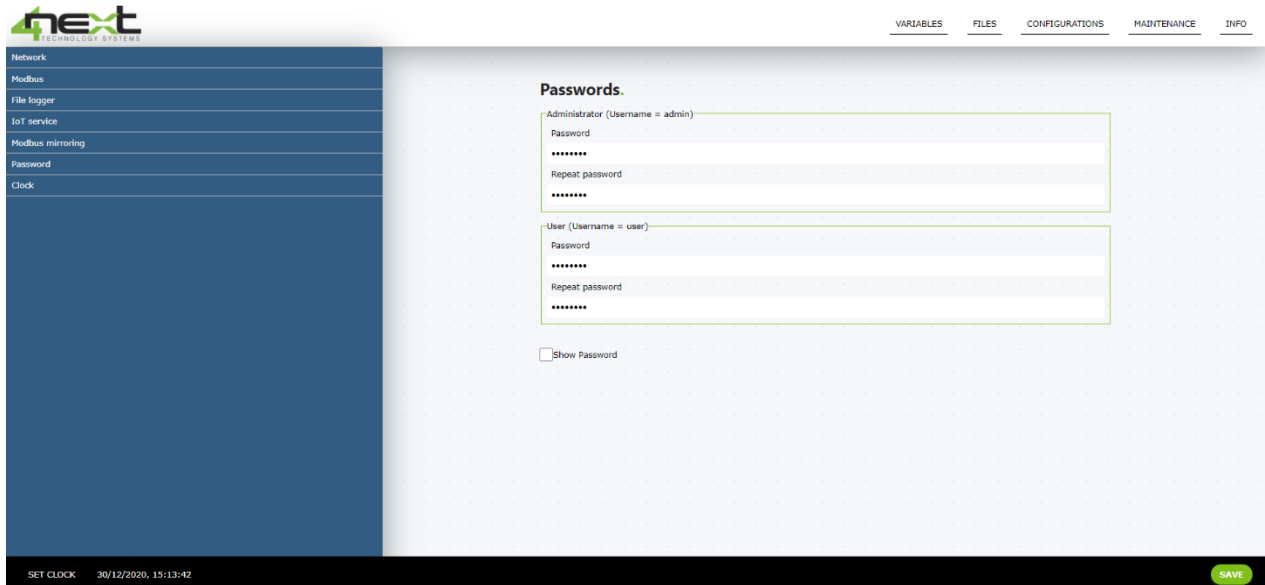 4next
TECHNOLOGY SYSTEMS
VARIABLES FILES CONFIGURATIONS MAINTENANCE INFO
Network
Modbus
File logger
IoT service
Modbus mirroring
Password
Clock
Passwords.
Administrator (Username = admin)
Password
••••••••
Repeat password
••••••••
User (Username = user)
Password
••••••••
Repeat password
••••••••
Show Password
SET CLOCK 30/12/2020, 15:13:42
SAVE